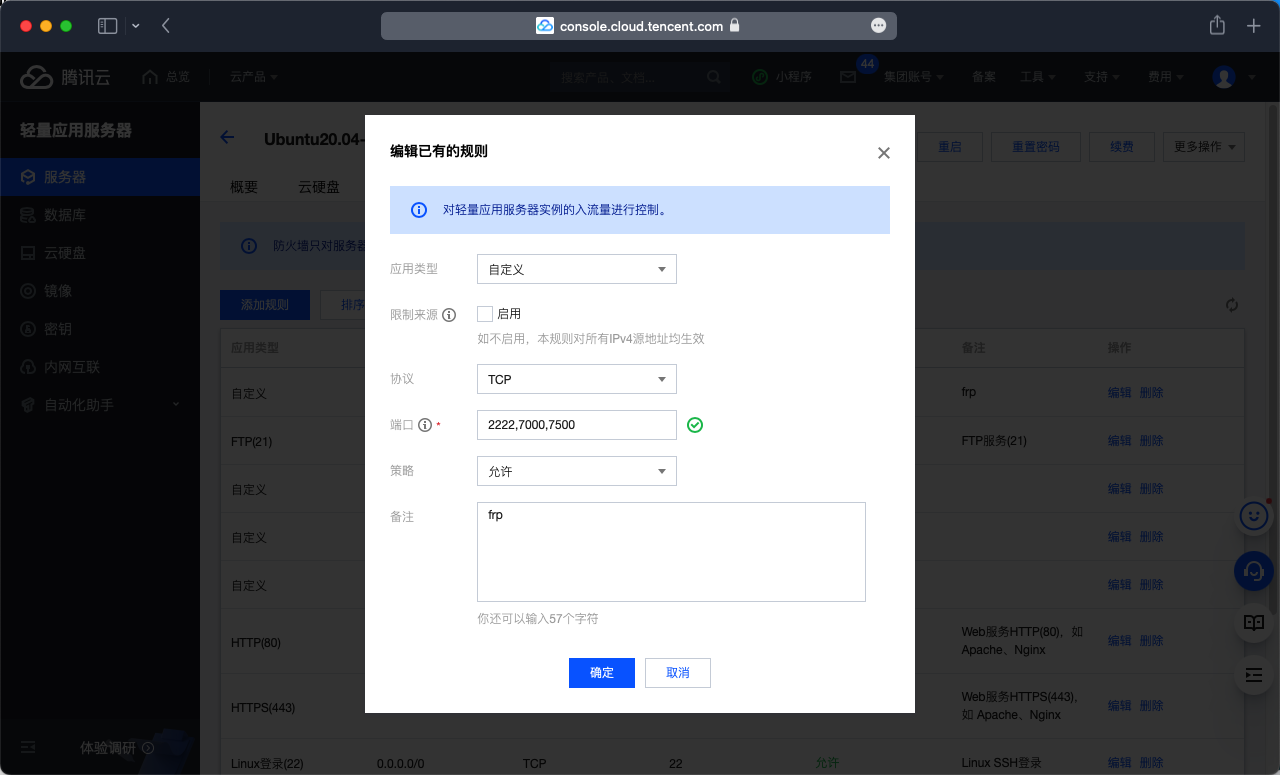 console.cloud.tencent.com
腾讯云
总览
云产品
搜索产品、文档...
小程序
44
集团账号
备案
工具
支持
费用
轻量应用服务器
服务器
数据库
云硬盘
镜像
密钥
内网互联
自动化助手
体验调研
Ubuntu20.04-
重启
重置密码
续费
更多操作
概要
云硬盘
防火墙只对服务器
添加规则
排序
应用类型
备注
操作
自定义
frp
编辑 删除
FTP(21)
FTP服务(21)
编辑 删除
自定义
编辑 删除
自定义
编辑 删除
自定义
编辑 删除
HTTP(80)
Web服务HTTP(80)，如
Apache、Nginx
编辑 删除
HTTPS(443)
Web服务HTTPS(443)，
如 Apache、Nginx
编辑 删除
Linux登录(22)
0.0.0.0/0
TCP
22
允许
Linux SSH登录
编辑 删除
编辑已有的规则
对轻量应用服务器实例的入流量进行控制。
应用类型
自定义
限制来源
启用
如不启用，本规则对所有IPv4源地址均生效
协议
TCP
端口 *
2222,7000,7500
策略
允许
备注
frp
你还可以输入57个字符
确定
取消